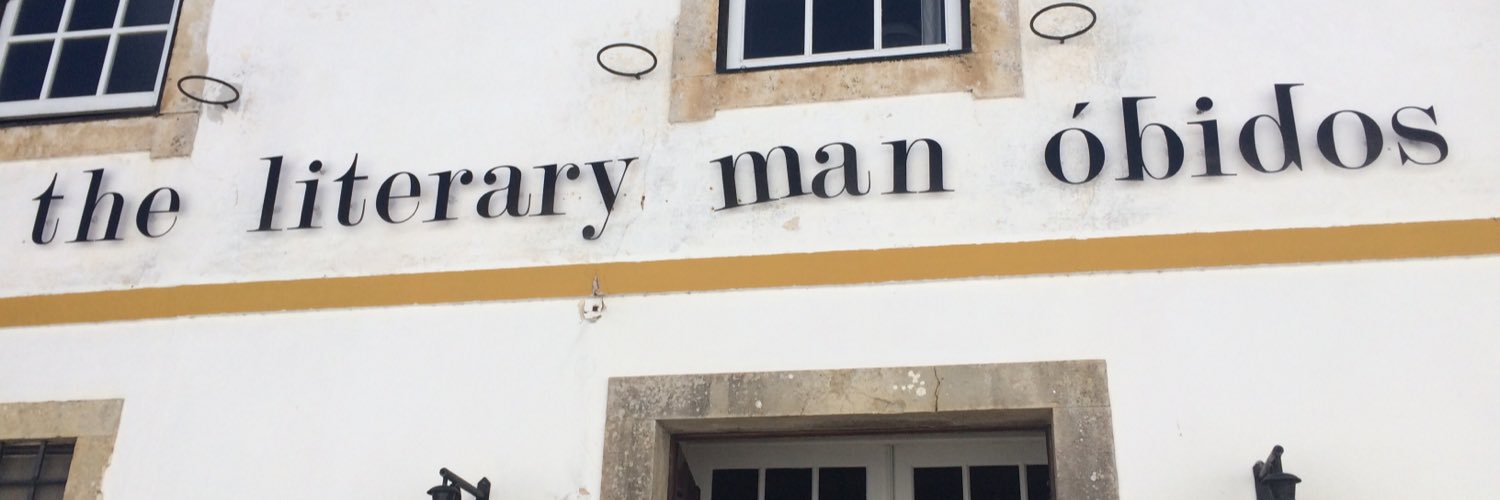 the literary man óbidos